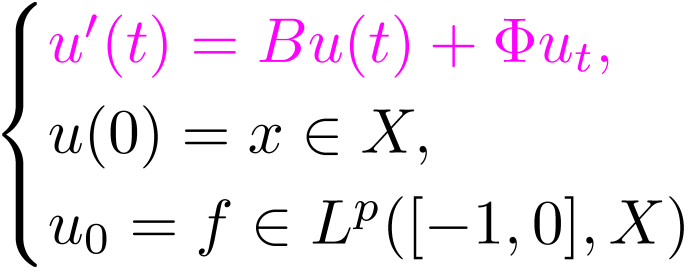 u′(t) = Bu(t) + Φu_t,
u(0) = x ∈ X,
u_0 = f ∈ L^p([−1, 0], X)